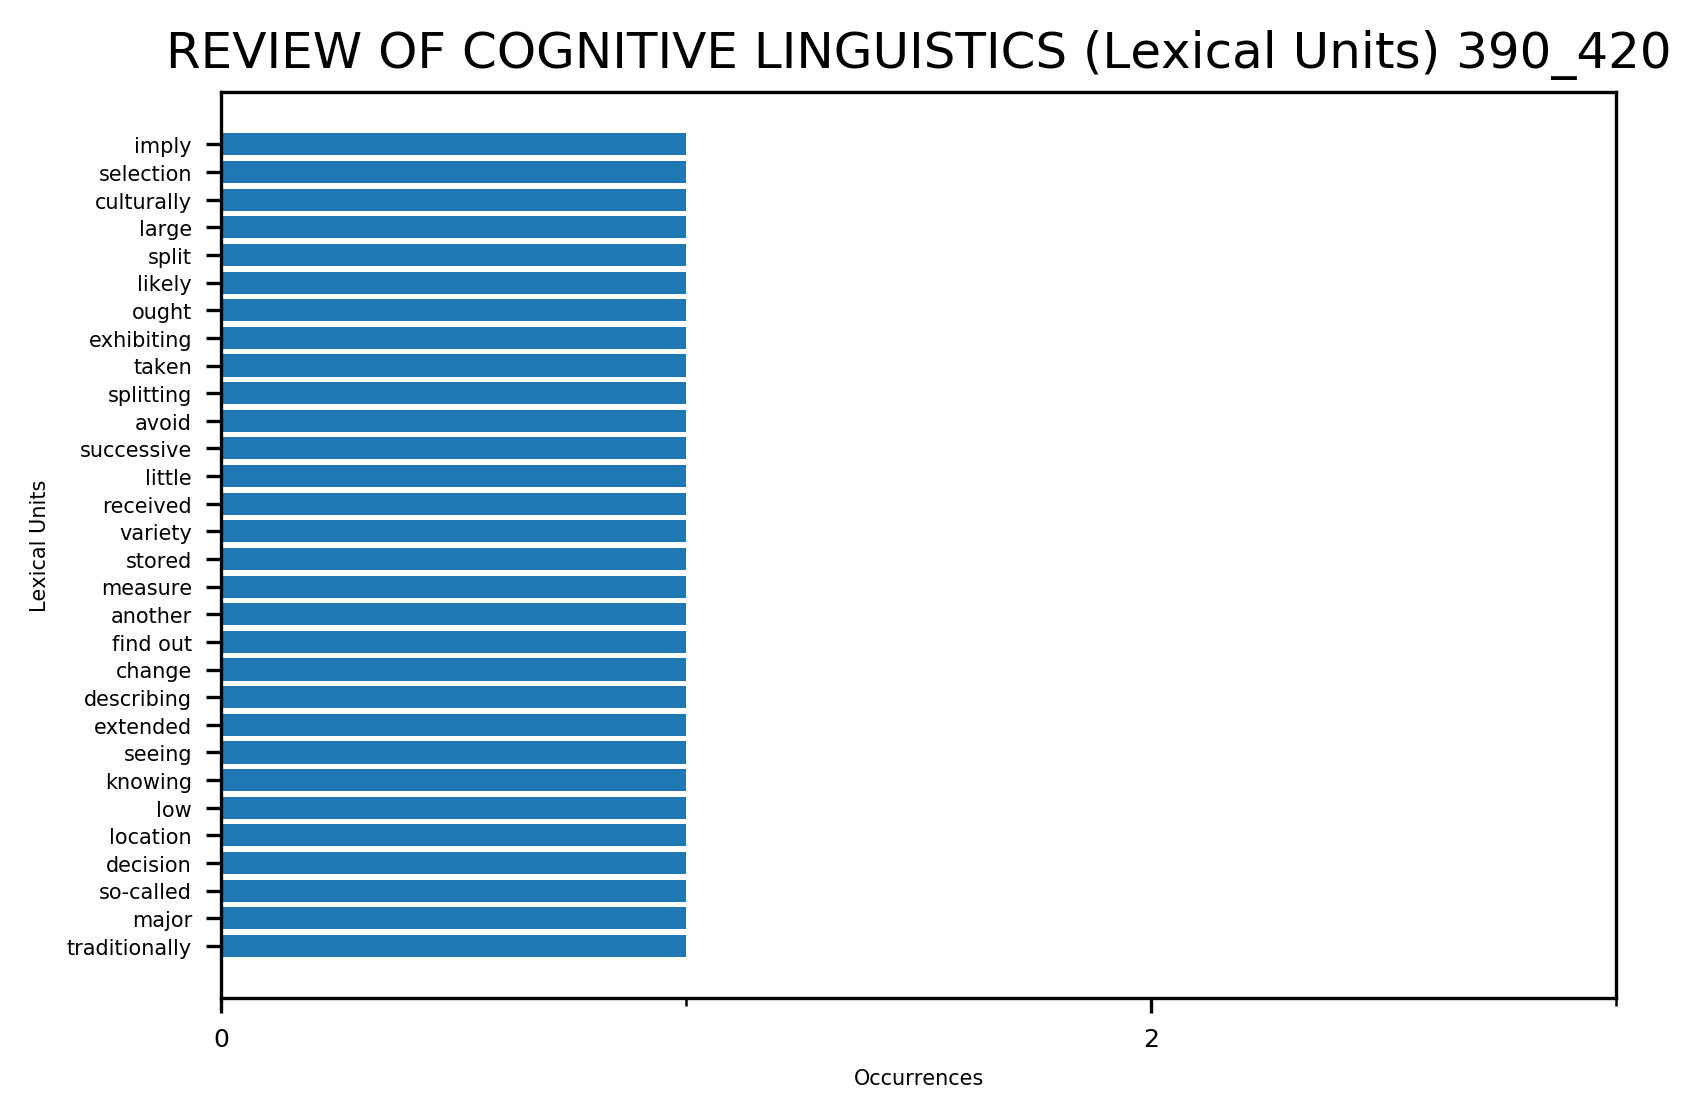 REVIEW OF COGNITIVE LINGUISTICS (Lexical Units) 390_420
imply
selection
culturally
large
split
likely
ought
exhibiting
taken
splitting
avoid
successive
little
received
variety
stored
measure
another
find out
change
describing
extended
seeing
knowing
low
location
decision
so-called
major
traditionally
Lexical Units
0 2
Occurrences